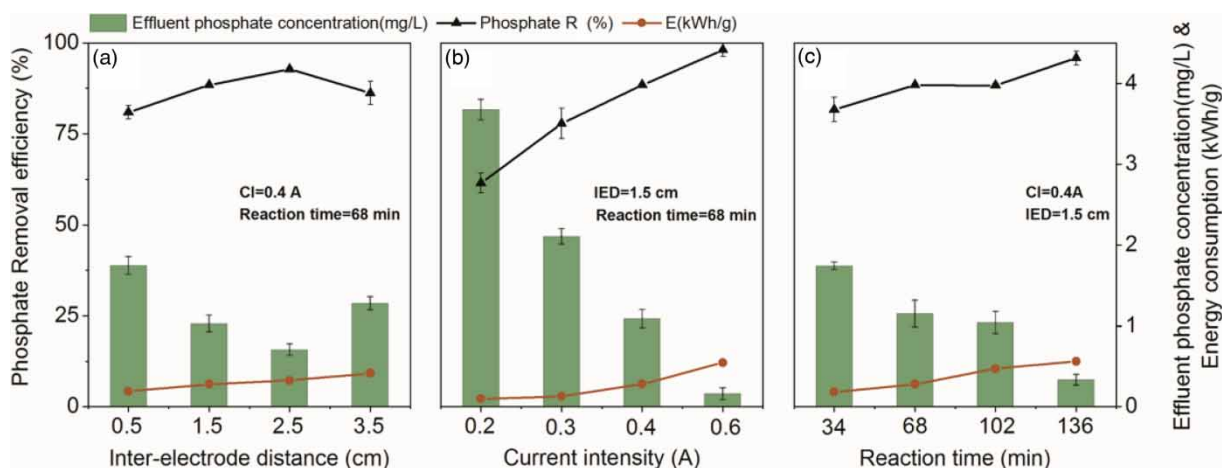 Effluent phosphate concentration(mg/L) Phosphate R (%) E(kWh/g)
Phosphate Removal efficiency (%)
100
75
50
25
0
(a)
CI=0.4 A
Reaction time=68 min
0.5 1.5 2.5 3.5
Inter-electrode distance (cm)
(b)
IED=1.5 cm
Reaction time=68 min
0.2 0.3 0.4 0.6
Current intensity (A)
(c)
CI=0.4A
IED=1.5 cm
34 68 102 136
Reaction time (min)
4
3
2
1
0
Effluent phosphate concentration(mg/L) &
Energy consumption (kWh/g)